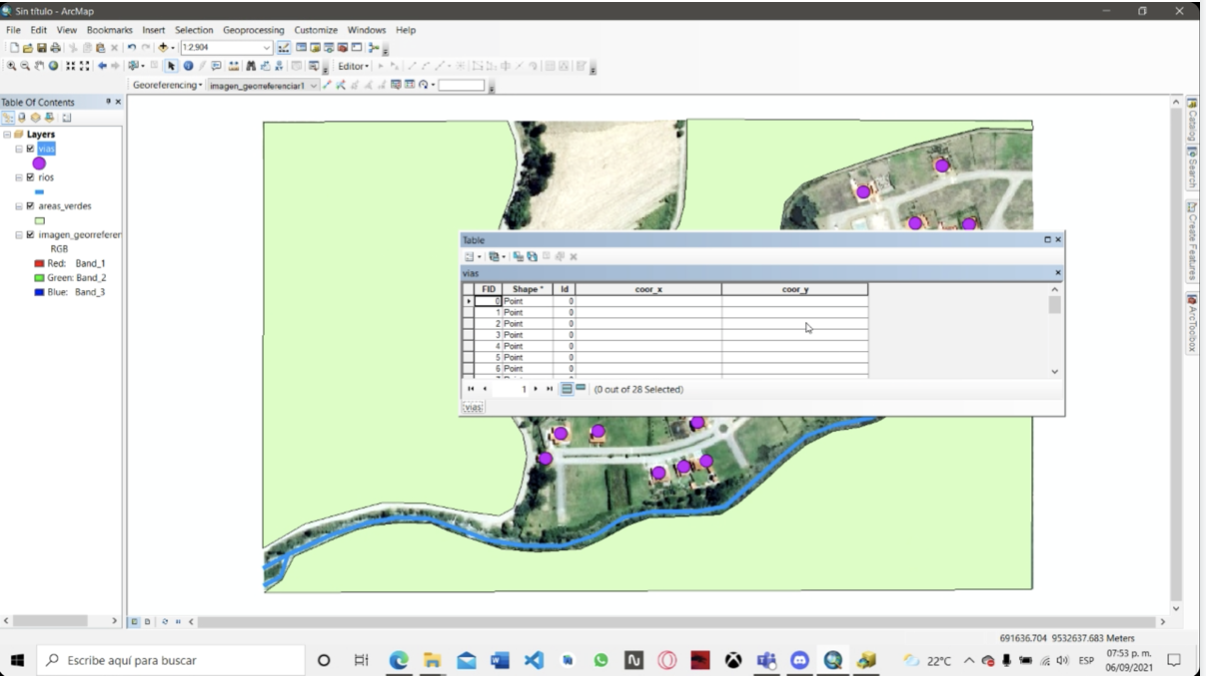 Sin título - ArcMap
File Edit View Bookmarks Insert Selection Geoprocessing Customize Windows Help
1:2,904
Editor
Georeferencing imagen_georreferenciar1
Table Of Contents
Layers
vias
rios
areas_verdes
imagen_georreferer
RGB
Red: Band_1
Green: Band_2
Blue: Band_3
Catalog
Search
Create Features
ArcToolbox
Table
vias
FID Shape * Id coor_x coor_y
0 Point 0
1 Point 0
2 Point 0
3 Point 0
4 Point 0
5 Point 0
6 Point 0
1 (0 out of 28 Selected)
vias
691636.704 9532637.683 Meters
Escribe aquí para buscar
22°C ESP 07:53 p. m.
06/09/2021